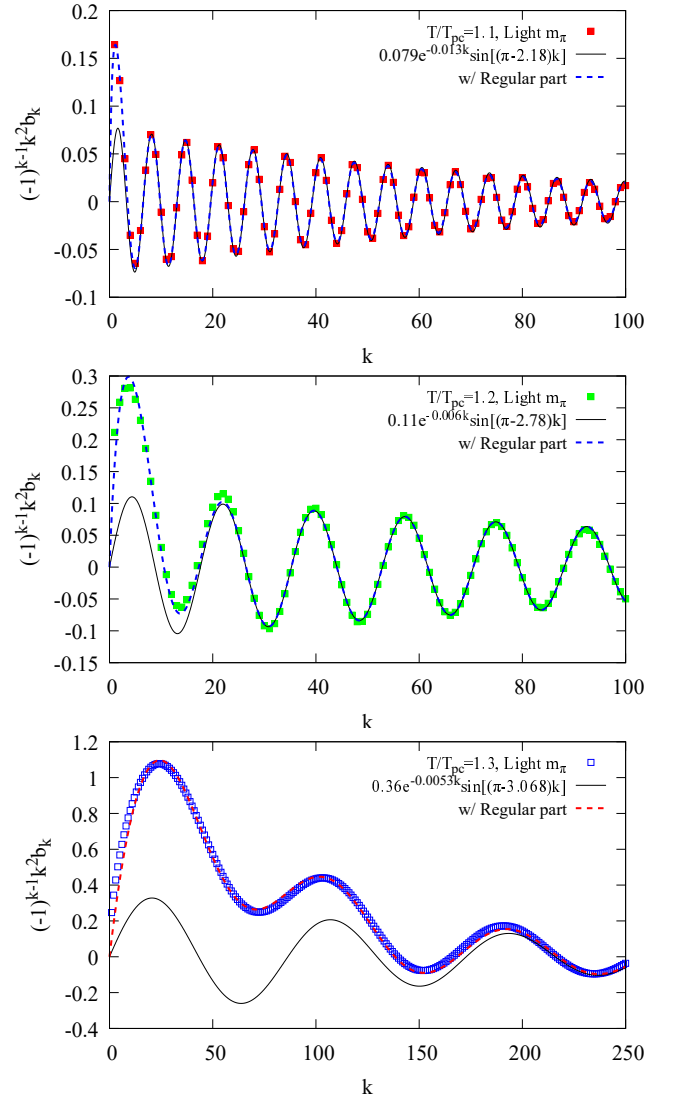 0.2
0.15
0.1
0.05
0
-0.05
-0.1
0 20 40 60 80 100
(-1)^{k-1}k^2b_k
k
T/T_{pc}=1.1, Light m_π
0.079e^{-0.013k}sin[(π-2.18)k]
w/ Regular part
0.3
0.25
0.2
0.15
0.1
0.05
0
-0.05
-0.1
-0.15
0 20 40 60 80 100
(-1)^{k-1}k^2b_k
k
T/T_{pc}=1.2, Light m_π
0.11e^{-0.006k}sin[(π-2.78)k]
w/ Regular part
1.2
1
0.8
0.6
0.4
0.2
0
-0.2
-0.4
0 50 100 150 200 250
(-1)^{k-1}k^2b_k
k
T/T_{pc}=1.3, Light m_π
0.36e^{-0.0053k}sin[(π-3.068)k]
w/ Regular part